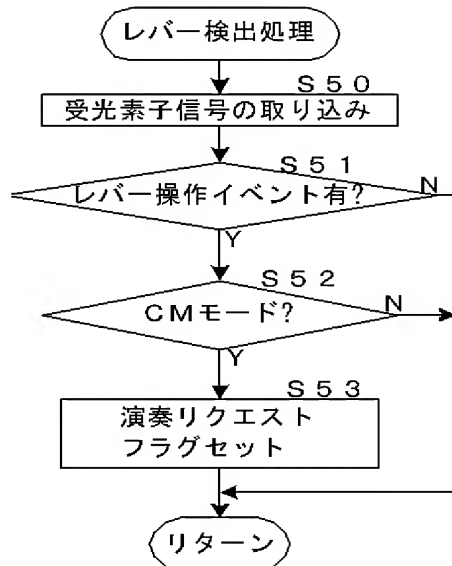 レバー検出処理
S50
受光素子信号の取り込み
S51
レバー操作イベント有?
N
Y
S52
CMモード?
N
Y
S53
演奏リクエスト
フラグセット
リターン